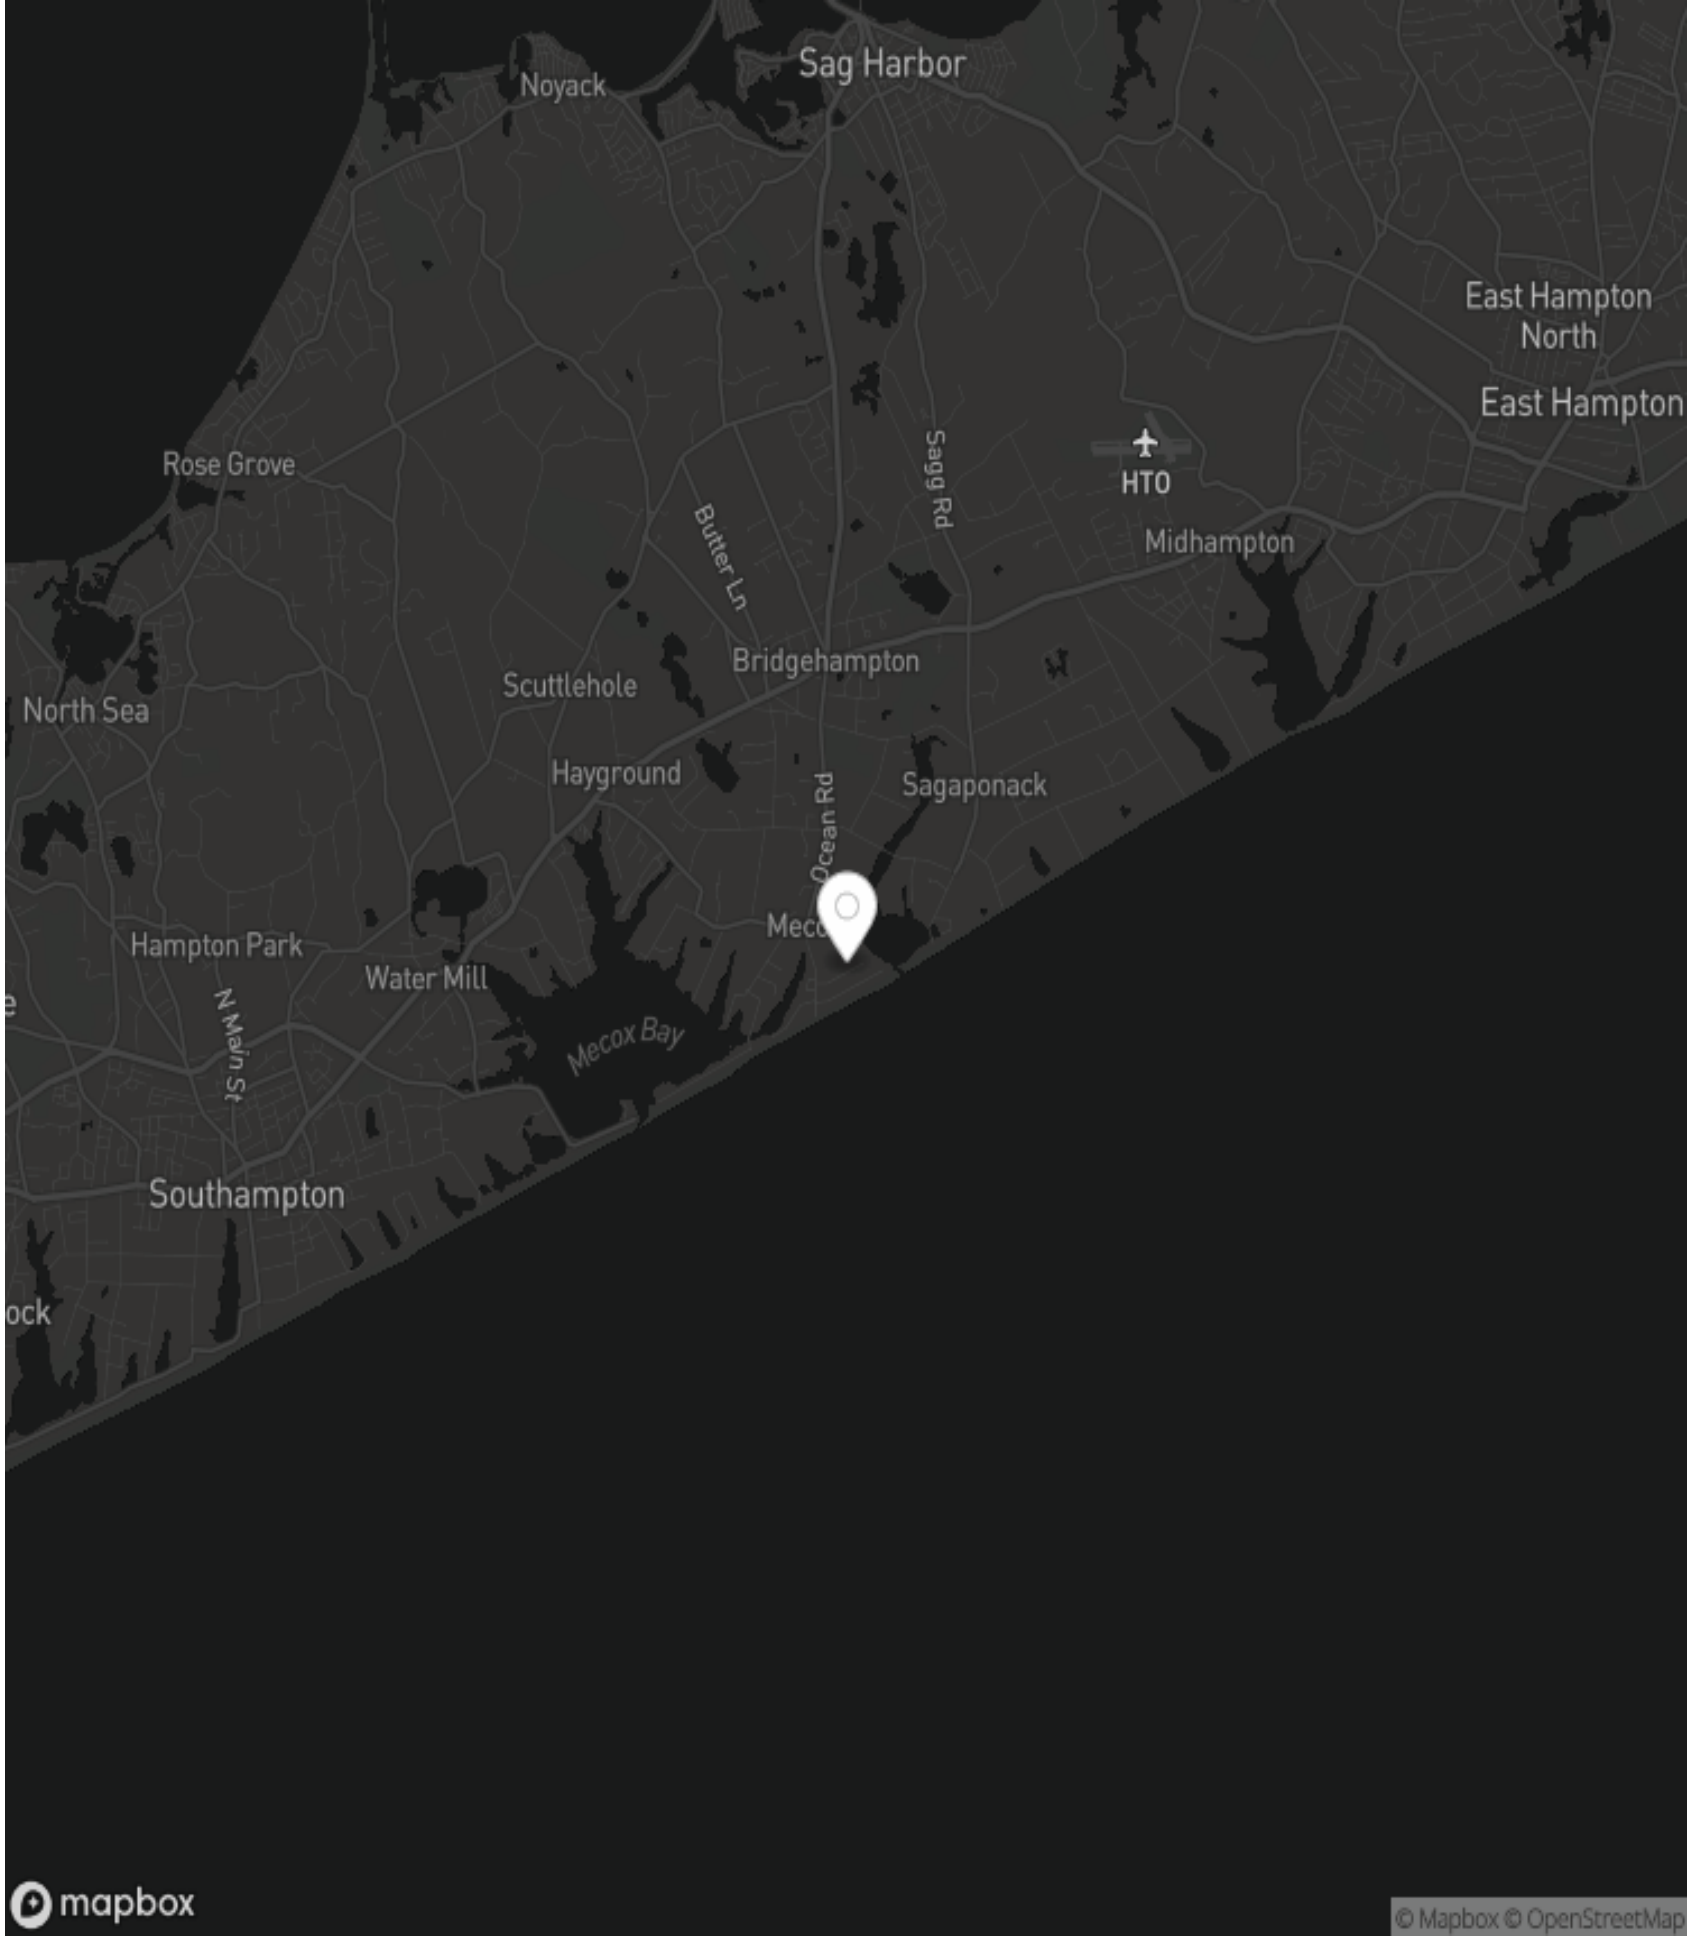 Sag Harbor
Noyack
East Hampton
North
East Hampton
Sagg Rd
Rose Grove
HTO
Butter Ln
Midhampton
Bridgehampton
Scuttlehole
North Sea
Hayground
Ocean Rd
Sagaponack
Meco
Hampton Park
Water Mill
N Main St
Mecox Bay
Southampton
ock
mapbox
© Mapbox © OpenStreetMap